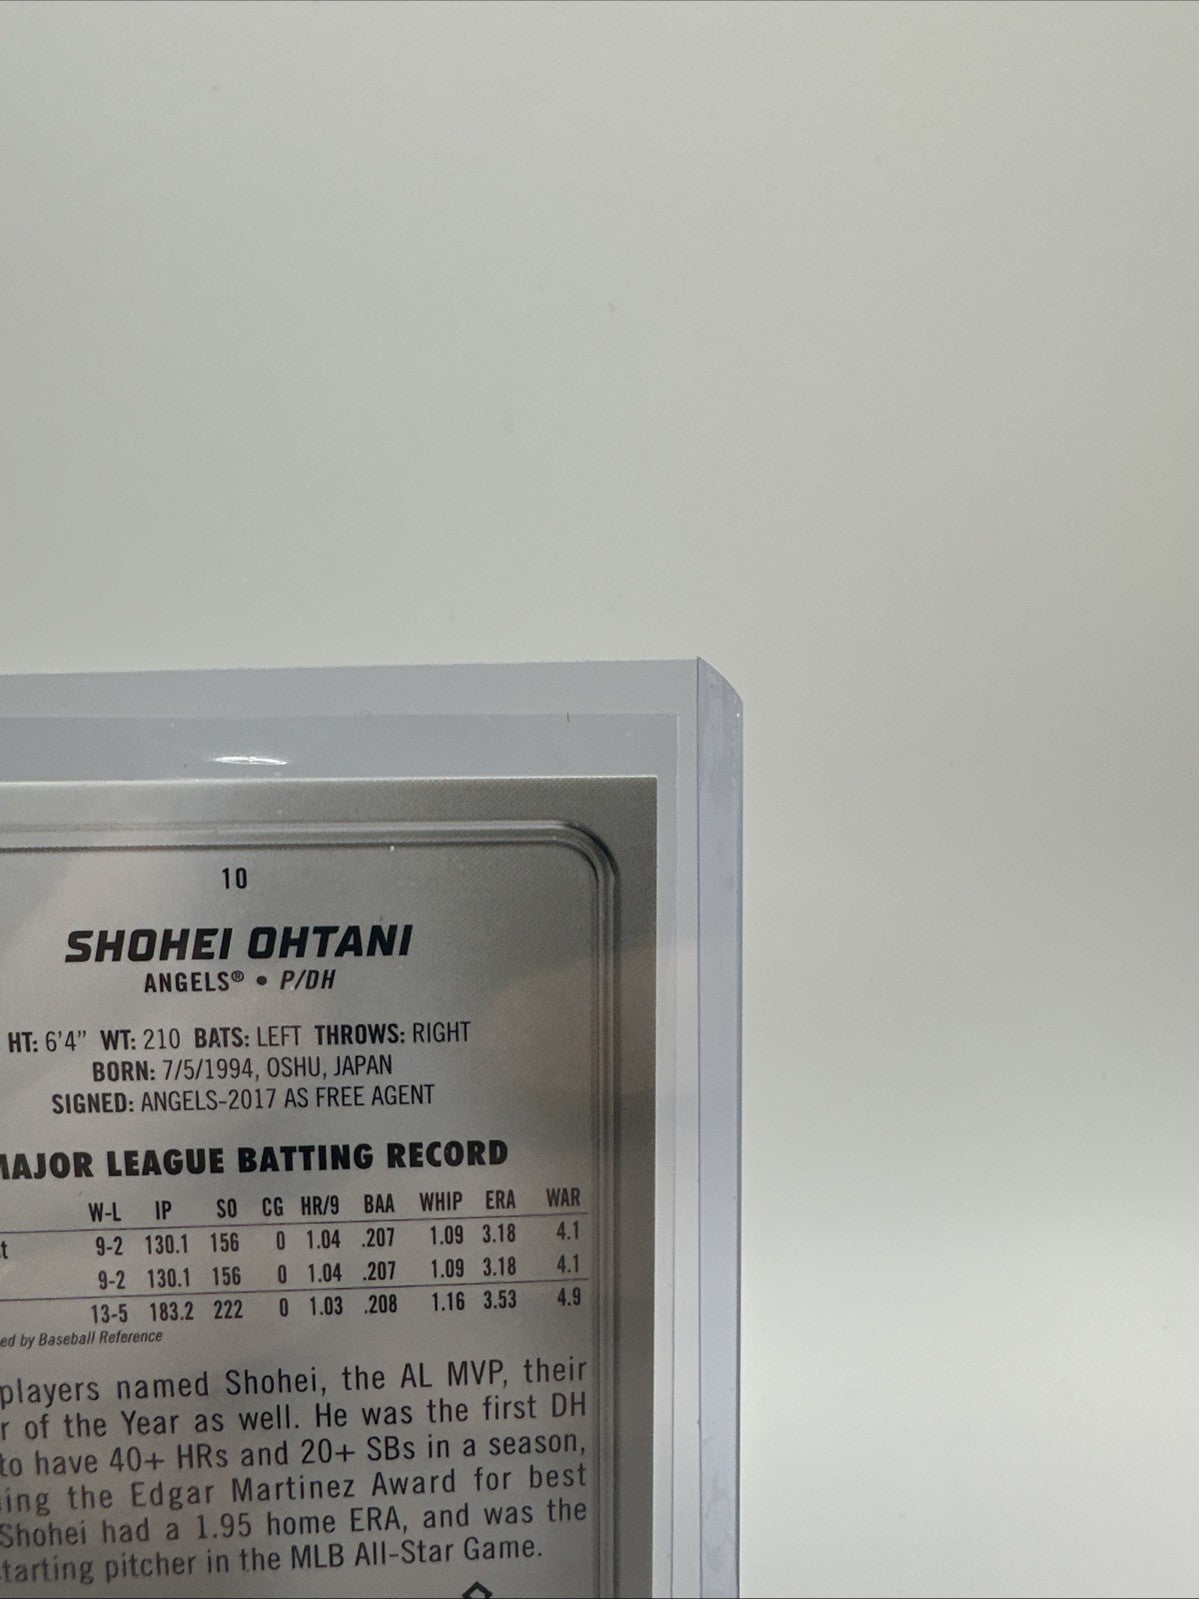 10
SHOHEI OHTANI
ANGELS® • P/DH
HT: 6'4" WT: 210 BATS: LEFT THROWS: RIGHT
BORN: 7/5/1994, OSHU, JAPAN
SIGNED: ANGELS-2017 AS FREE AGENT
MAJOR LEAGUE BATTING RECORD
W-L IP SO CG HR/9 BAA WHIP ERA WAR
t 9-2 130.1 156 0 1.04 .207 1.09 3.18 4.1
9-2 130.1 156 0 1.04 .207 1.09 3.18 4.1
13-5 183.2 222 0 1.03 .208 1.16 3.53 4.9
ed by Baseball Reference
players named Shohei, the AL MVP, their
r of the Year as well. He was the first DH
to have 40+ HRs and 20+ SBs in a season,
ing the Edgar Martinez Award for best
Shohei had a 1.95 home ERA, and was the
starting pitcher in the MLB All-Star Game.